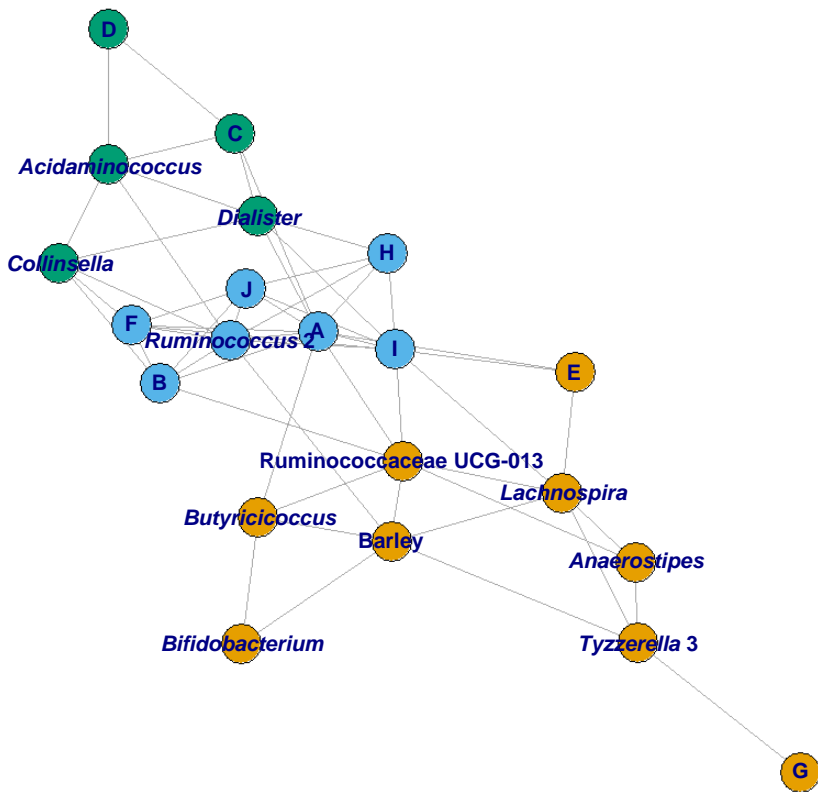 D
C
Acidaminococcus
Dialister
H
Collinsella
J
F
A
Ruminococcus 2
I
E
B
Ruminococcaceae UCG-013
Lachnospira
Butyricicoccus
Barley
Anaerostipes
Bifidobacterium
Tyzzerella 3
G